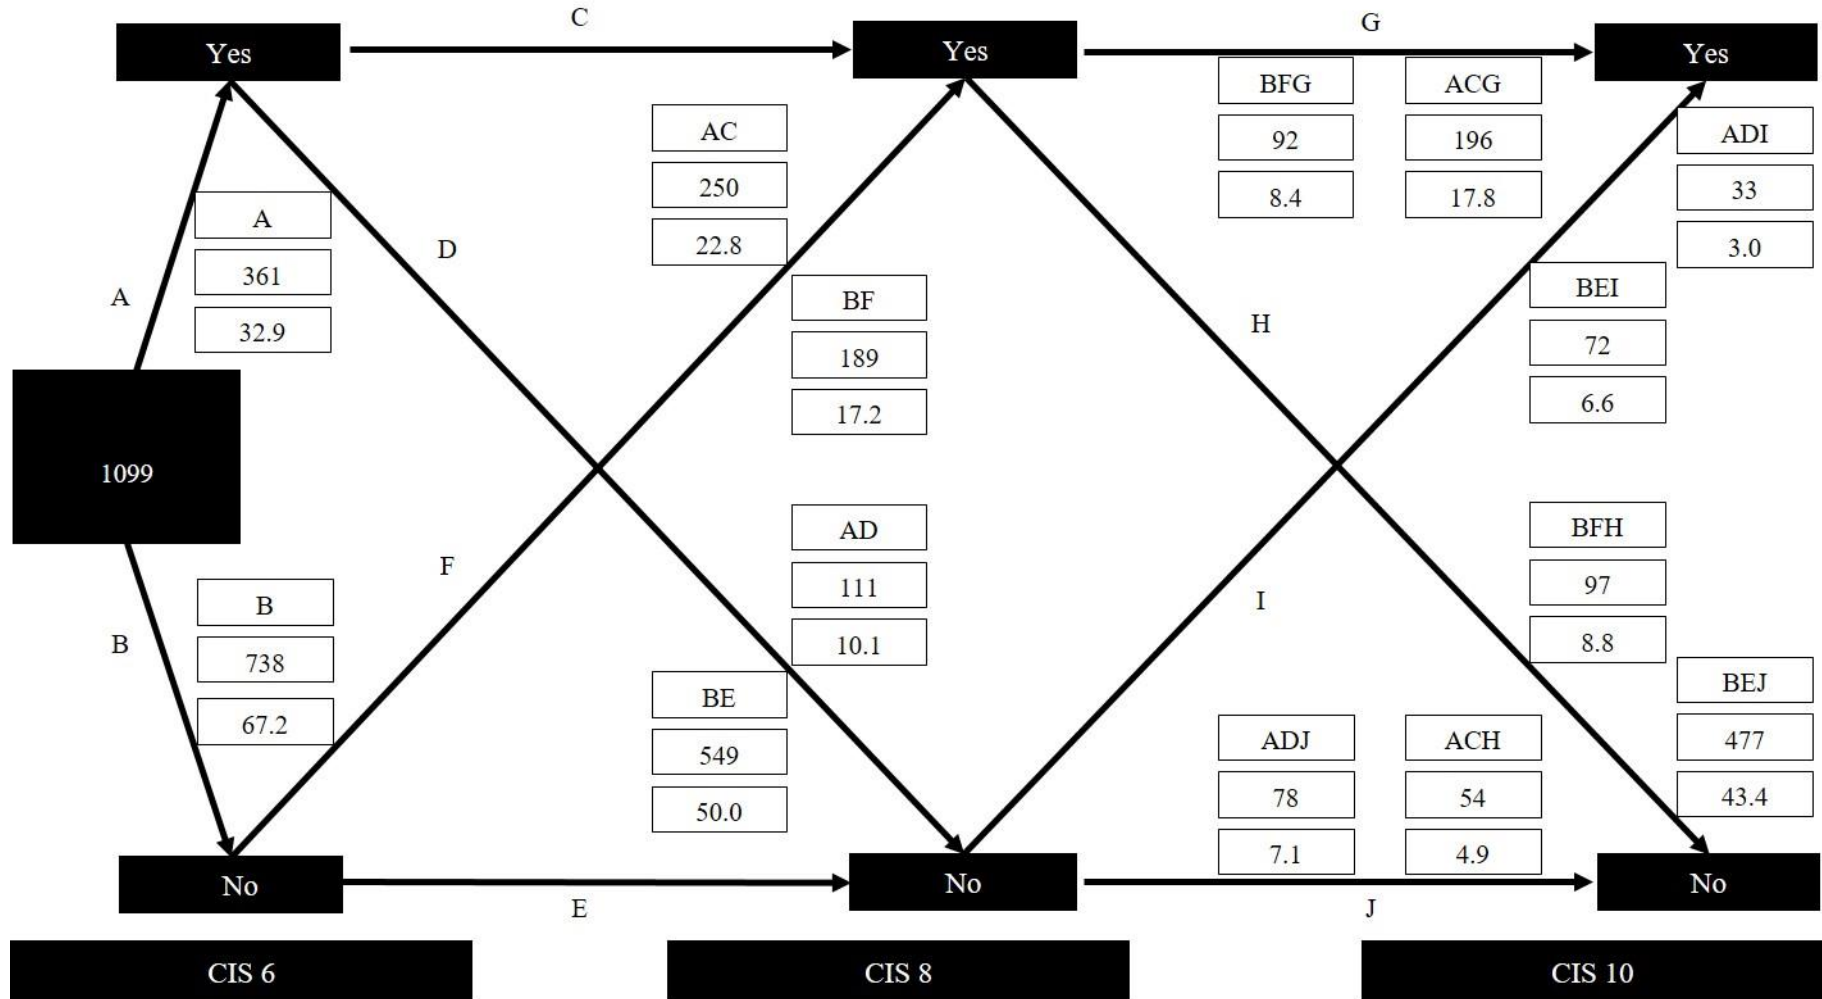 C
G
Yes
Yes
Yes
BFG
92
8.4
ACG
196
17.8
AC
250
22.8
ADI
33
3.0
A
361
32.9
D
A
BF
189
17.2
BEI
72
6.6
H
1099
AD
111
10.1
BFH
97
8.8
F
I
B
738
67.2
B
BE
549
50.0
BEJ
477
43.4
ADJ
78
7.1
ACH
54
4.9
No
No
No
E
J
CIS 6
CIS 8
CIS 10